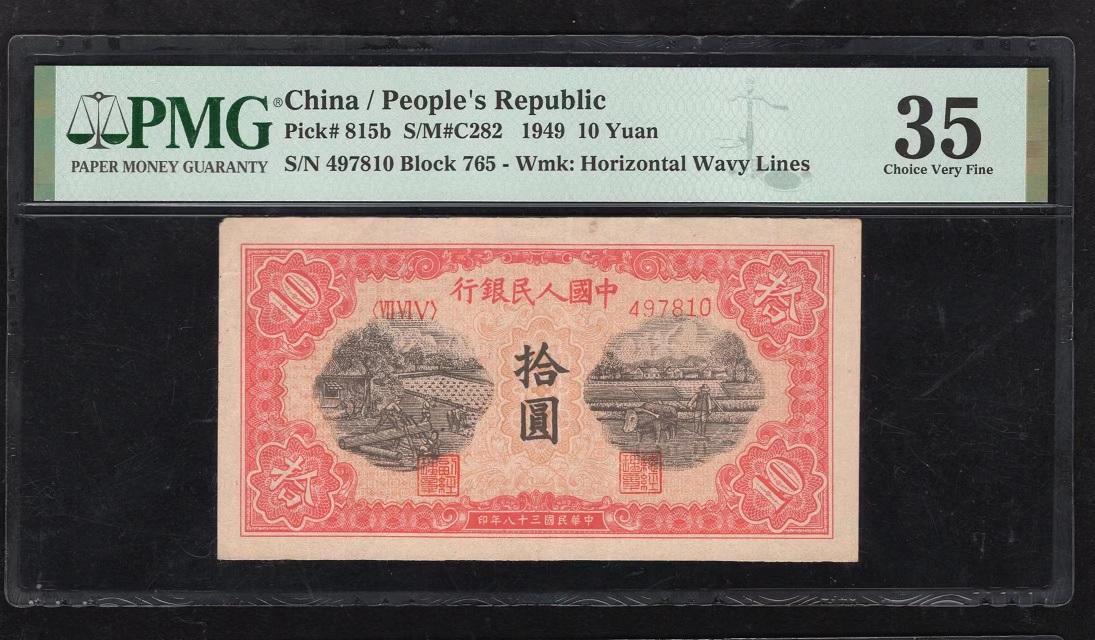 PMG®
PAPER MONEY GUARANTY
China / People's Republic
Pick# 815b S/M#C282 1949 10 Yuan
S/N 497810 Block 765 - Wmk: Horizontal Wavy Lines
35
Choice Very Fine
10
拾
行銀民人國中
〈VII VI V〉
497810
拾
圓
拾
10
印年八十三國民華中